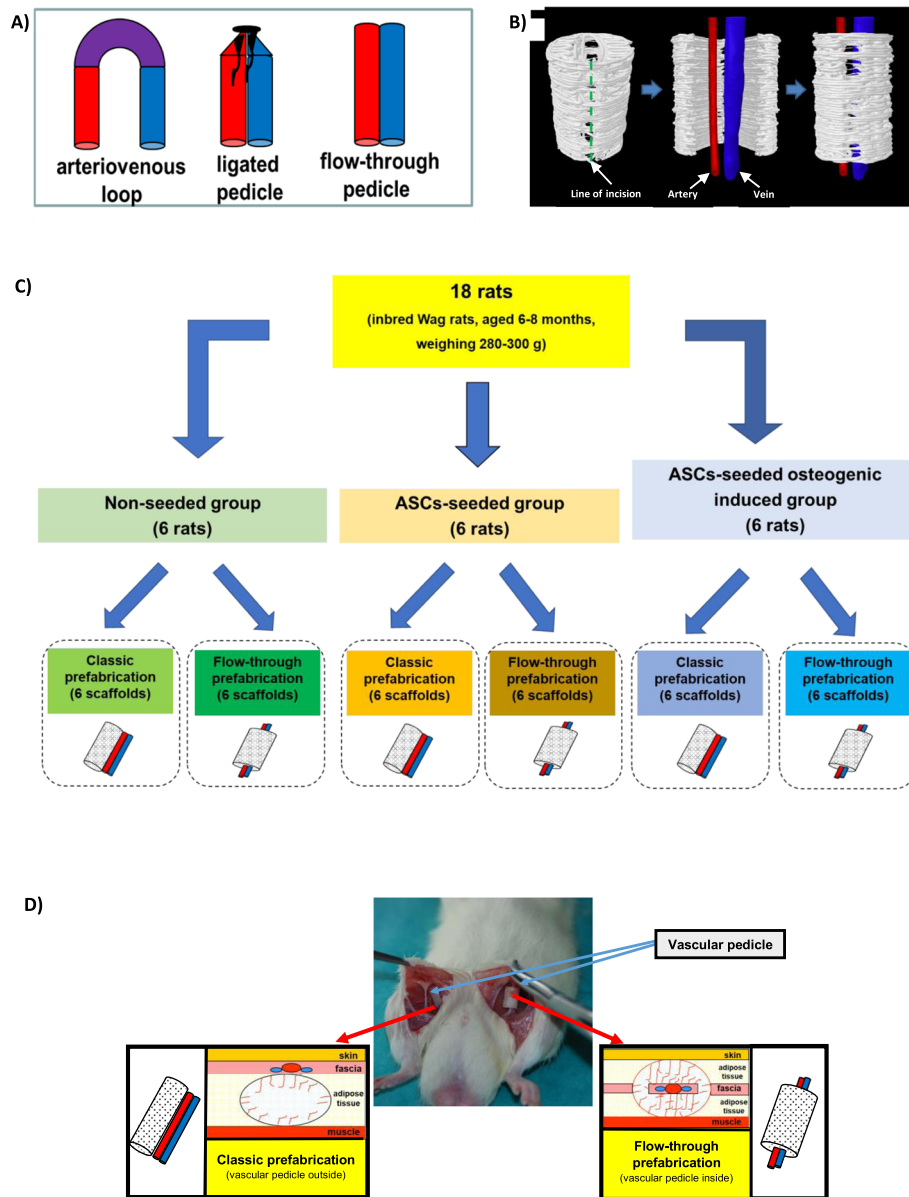 A)
arteriovenous
loop
ligated
pedicle
flow-through
pedicle
B)
Line of incision
Artery
Vein
C)
18 rats
(inbred Wag rats, aged 6-8 months,
weighing 280-300 g)
Non-seeded group
(6 rats)
ASCs-seeded group
(6 rats)
ASCs-seeded osteogenic
induced group
(6 rats)
Classic
prefabrication
(6 scaffolds)
Flow-through
prefabrication
(6 scaffolds)
Classic
prefabrication
(6 scaffolds)
Flow-through
prefabrication
(6 scaffolds)
Classic
prefabrication
(6 scaffolds)
Flow-through
prefabrication
(6 scaffolds)
D)
Vascular pedicle
skin
fascia
adipose
tissue
muscle
Classic prefabrication
(vascular pedicle outside)
skin
adipose
tissue
fascia
adipose
tissue
muscle
Flow-through
prefabrication
(vascular pedicle inside)